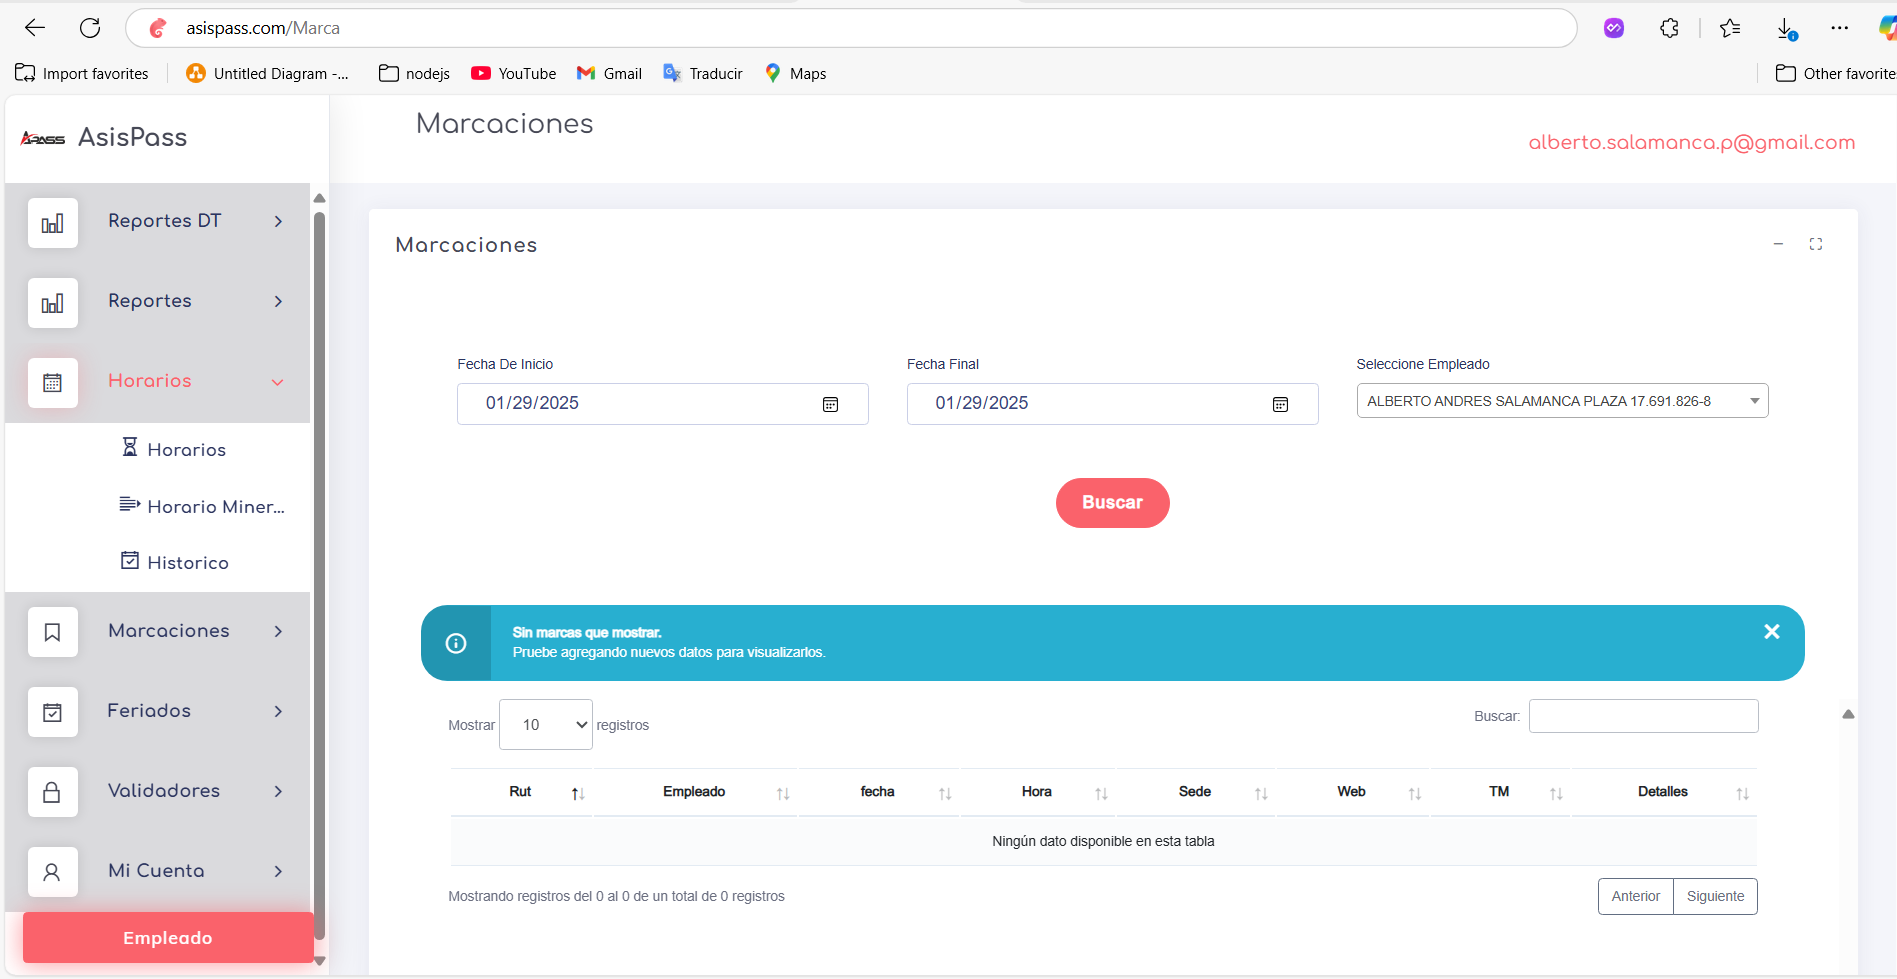 asispass.com/Marca
Import favorites
Untitled Diagram -...
nodejs
YouTube
Gmail
Traducir
Maps
Other favorite
APASS
AsisPass
Marcaciones
alberto.salamanca.p@gmail.com
Reportes DT
Reportes
Horarios
Horarios
Horario Miner...
Historico
Marcaciones
Feriados
Validadores
Mi Cuenta
Empleado
Marcaciones
Fecha De Inicio
Fecha Final
Seleccione Empleado
01/29/2025
01/29/2025
ALBERTO ANDRES SALAMANCA PLAZA 17.691.826-8
Buscar
Sin marcas que mostrar.
Pruebe agregando nuevos datos para visualizarlos.
Mostrar 10 registros
Buscar:
Rut Empleado fecha Hora Sede Web TM Detalles
Ningún dato disponible en esta tabla
Mostrando registros del 0 al 0 de un total de 0 registros
Anterior Siguiente